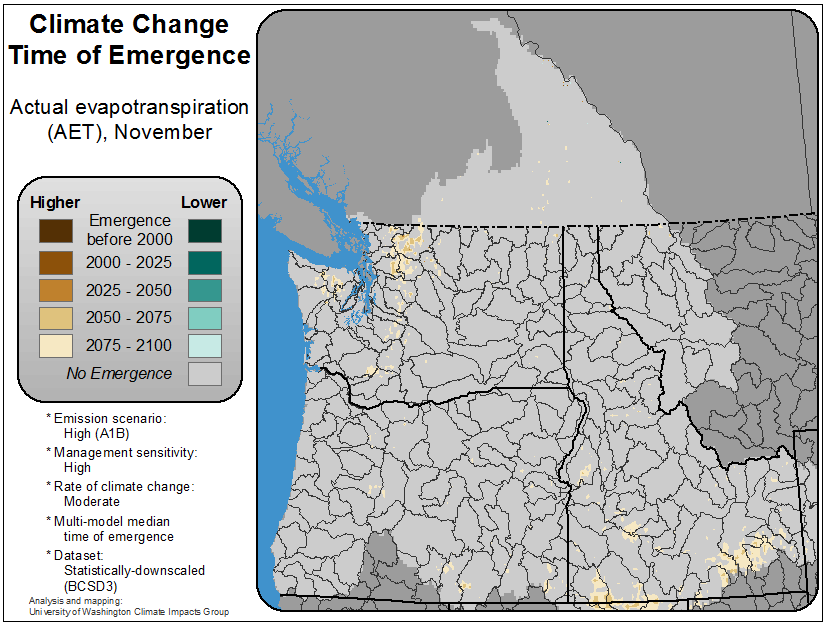 Climate Change
Time of Emergence
Actual evapotranspiration
(AET), November
Higher Lower
Emergence
before 2000
2000 - 2025
2025 - 2050
2050 - 2075
2075 - 2100
No Emergence
* Emission scenario:
High (A1B)
* Management sensitivity:
High
* Rate of climate change:
Moderate
* Multi-model median
time of emergence
* Dataset:
Statistically-downscaled
(BCSD3)
Analysis and mapping:
University of Washington Climate Impacts Group